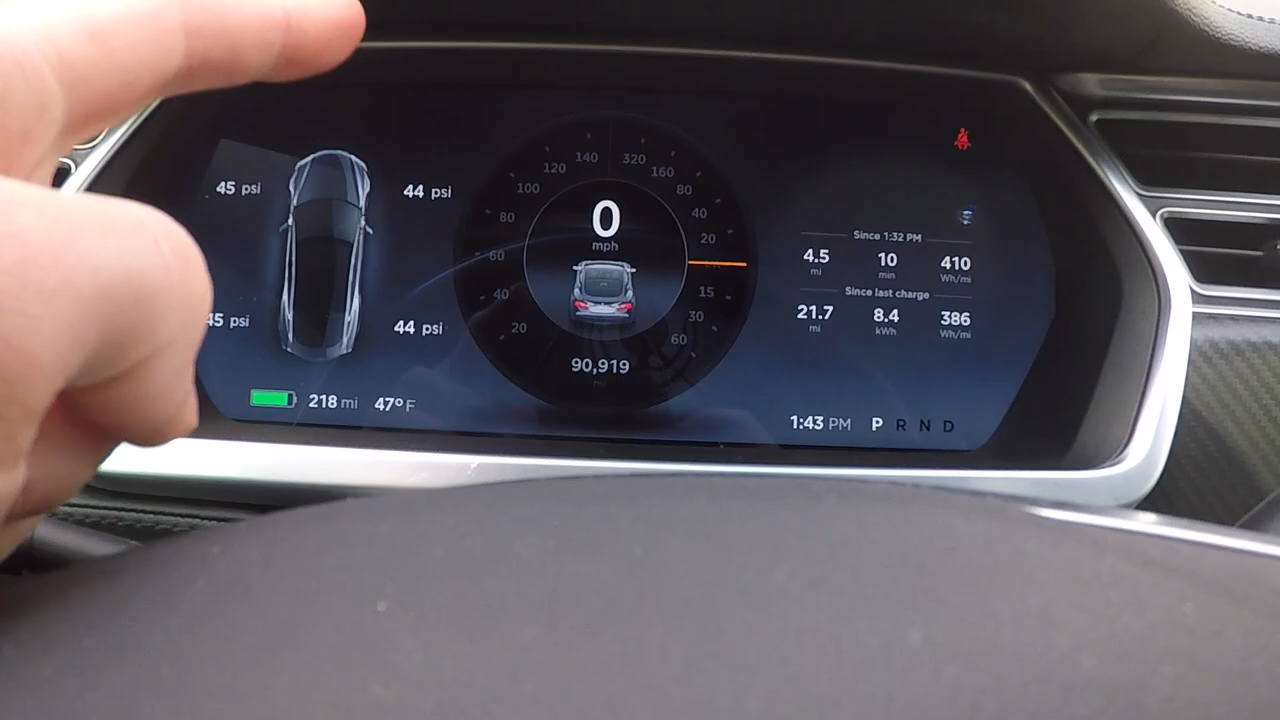 45 psi
44 psi
45 psi
44 psi
218 mi
47°F
140
120
100
80
60
40
20
320
160
80
40
20
15
30
60
0
mph
90,919
mi
Since 1:32 PM
4.5 10 410
mi min Wh/mi
Since last charge
21.7 8.4 386
mi kWh Wh/mi
1:43 PM P R N D